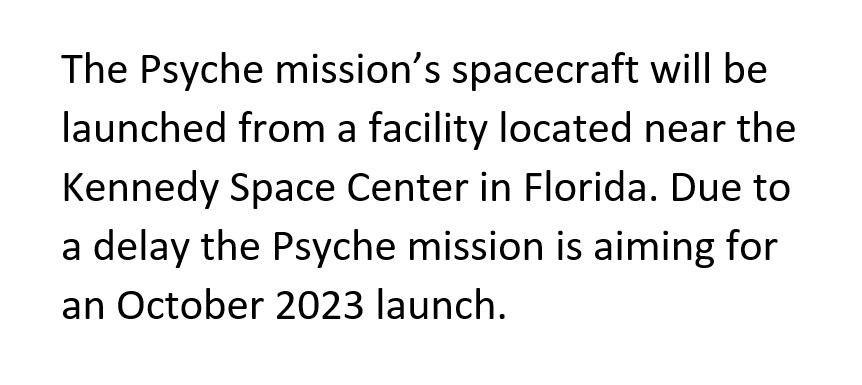 The Psyche mission’s spacecraft will be
launched from a facility located near the
Kennedy Space Center in Florida. Due to
a delay the Psyche mission is aiming for
an October 2023 launch.